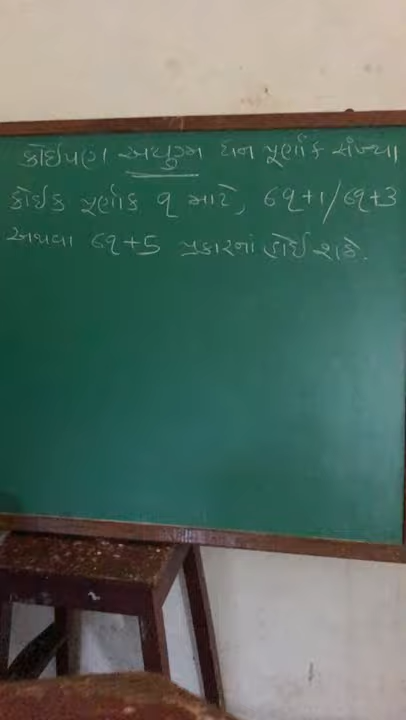 કોઈપણ અયુગ્મ ધન પૂર્ણાંક સંખ્યા
કોઈક પૂર્ણાંક q માટે, 6q+1/6q+3
અથવા 6q+5 પ્રકારનાં હોઈ શકે.